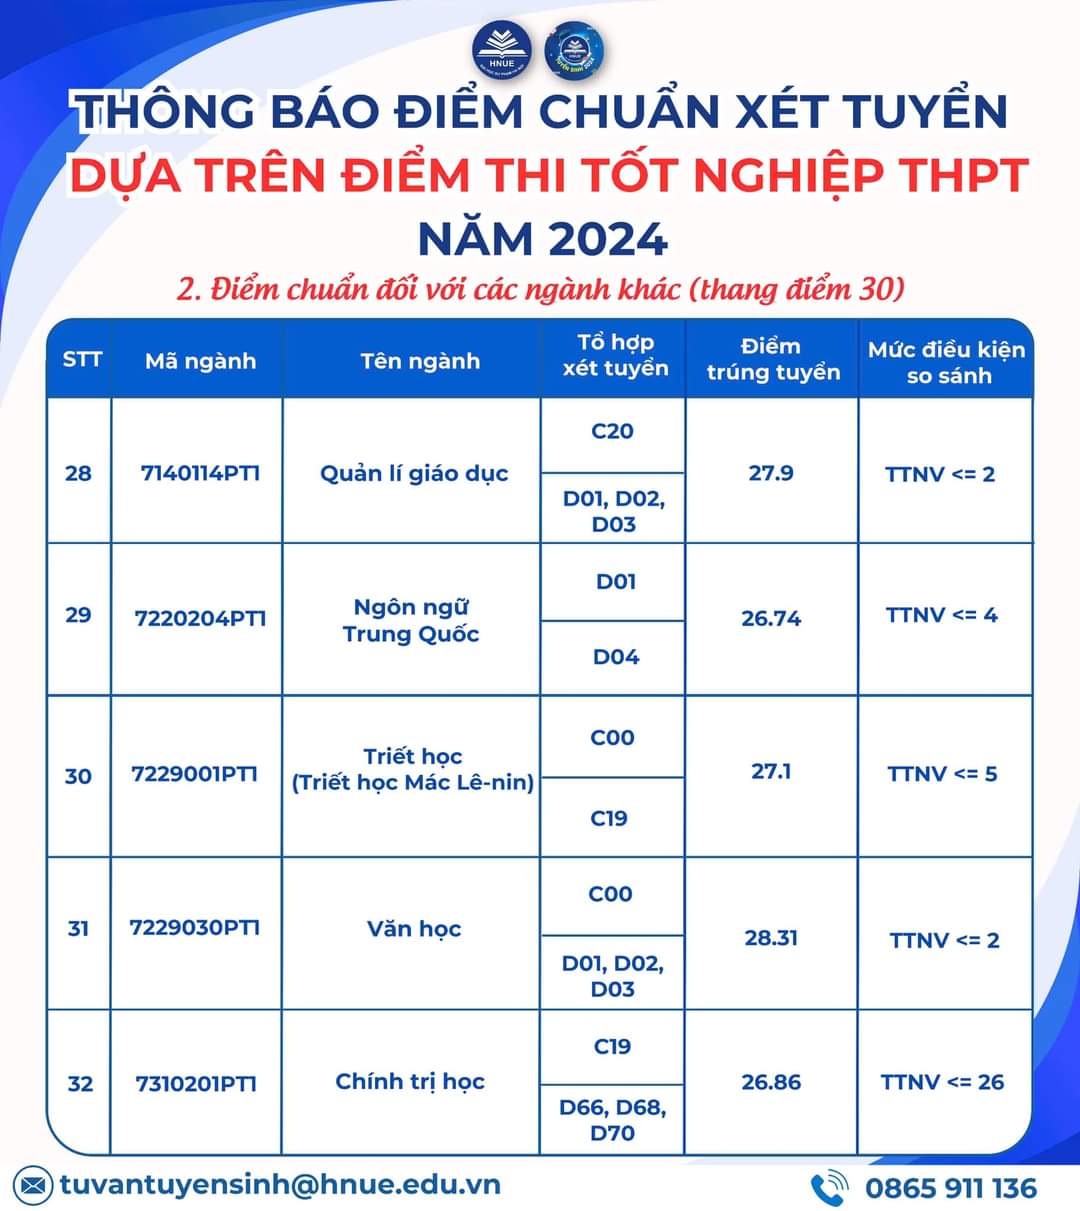 HNUE
HNUE
TUYỂN SINH 2024
THÔNG BÁO ĐIỂM CHUẨN XÉT TUYỂN
DỰA TRÊN ĐIỂM THI TỐT NGHIỆP THPT
NĂM 2024
2. Điểm chuẩn đối với các ngành khác (thang điểm 30)
STT Mã ngành Tên ngành Tổ hợp xét tuyển Điểm trúng tuyển Mức điều kiện so sánh
28 7140114PT1 Quản lí giáo dục C20 27.9 TTNV <= 2
D01, D02,
D03
29 7220204PT1 Ngôn ngữ Trung Quốc D01 26.74 TTNV <= 4
D04
30 7229001PT1 Triết học (Triết học Mác Lê-nin) C00 27.1 TTNV <= 5
C19
31 7229030PT1 Văn học C00 28.31 TTNV <= 2
D01, D02,
D03
32 7310201PT1 Chính trị học C19 26.86 TTNV <= 26
D66, D68,
D70
tuvantuyensinh@hnue.edu.vn
0865 911 136